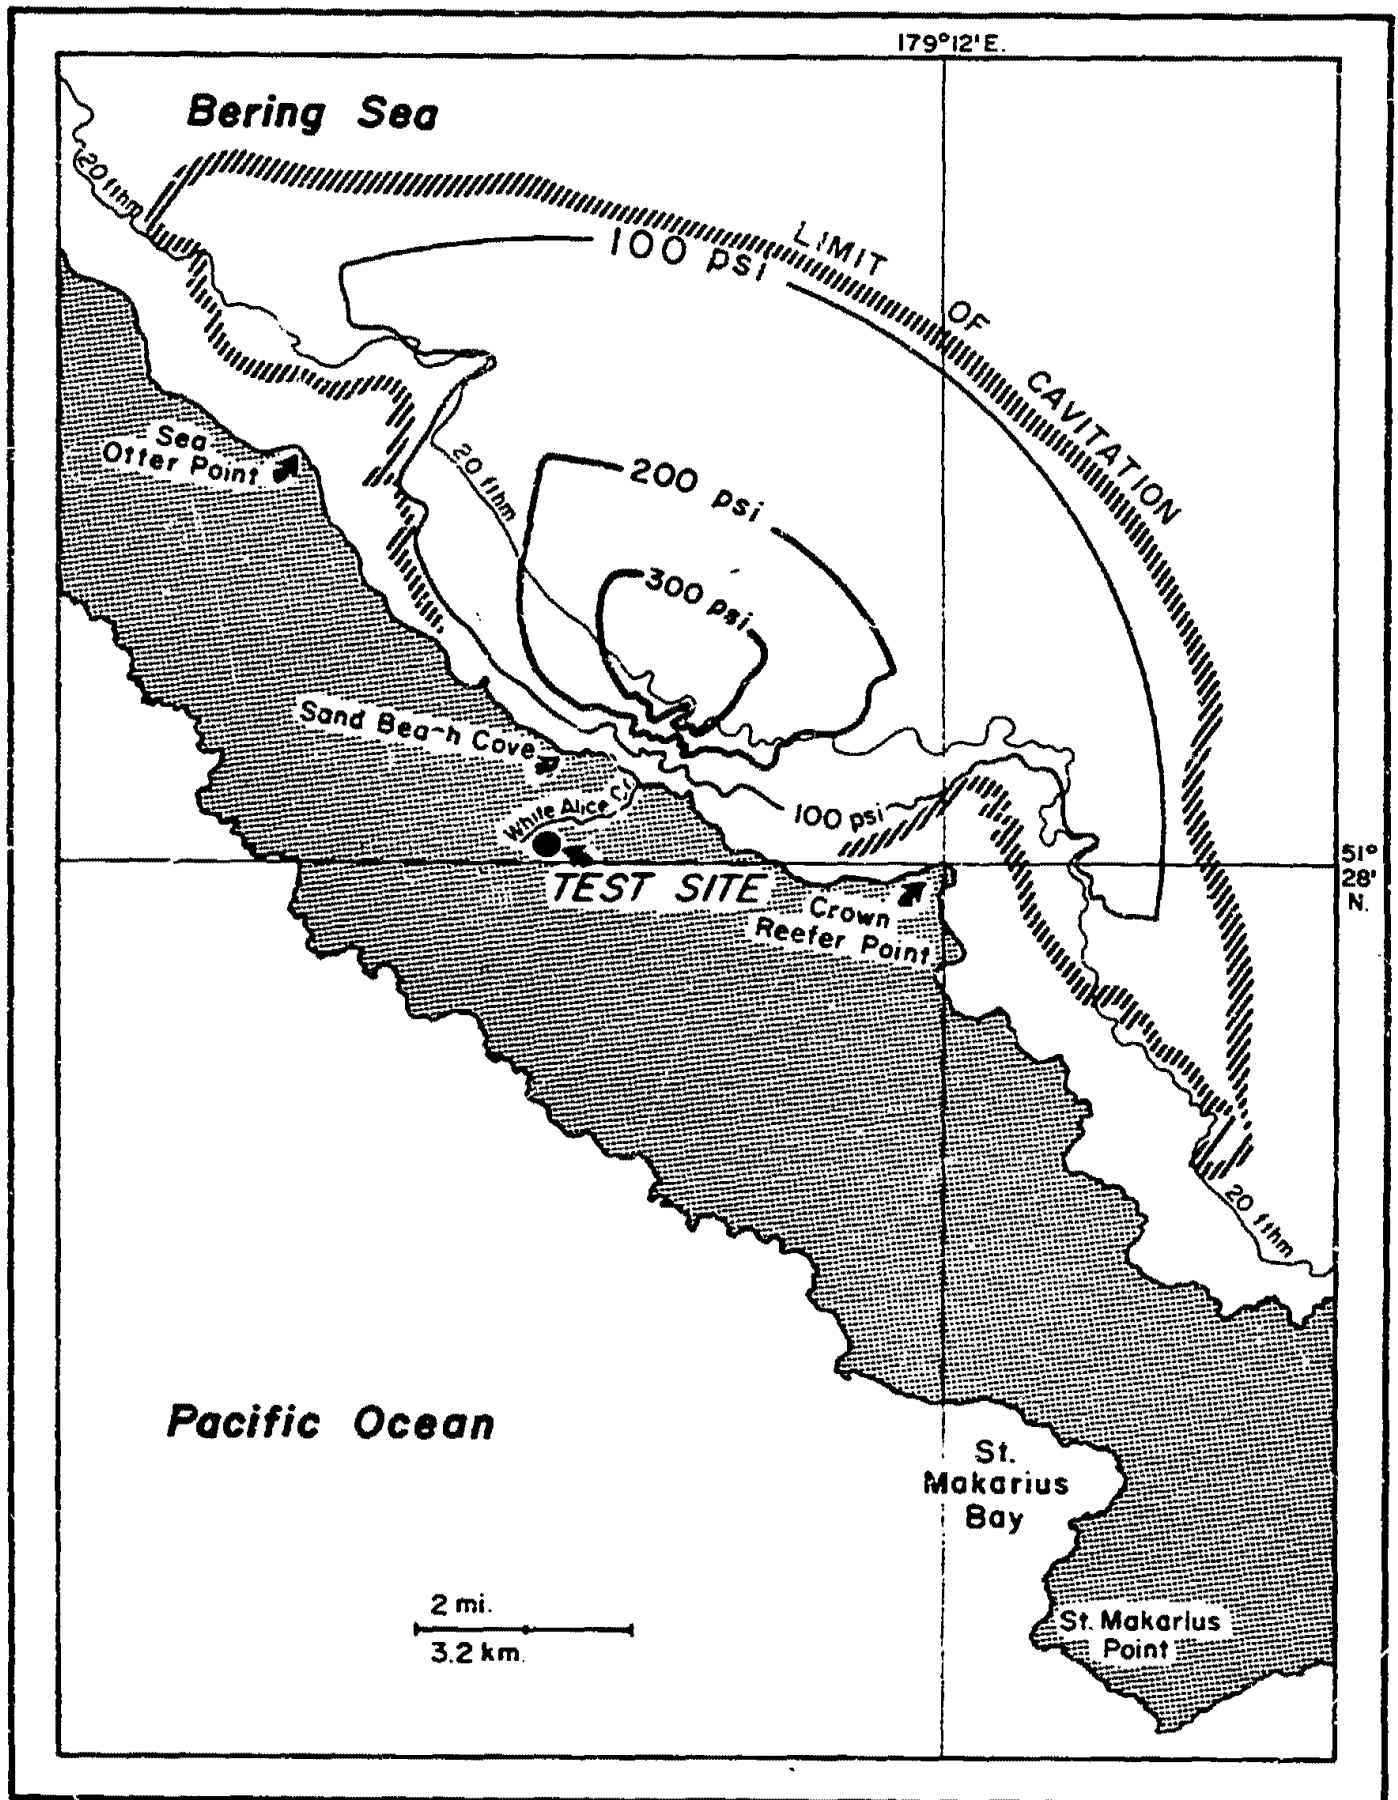 179°12'E.
Bering Sea
20 fthm
LIMIT
OF
CAVITATION
100 psi
Sea
Otter Point
20 fthm
200 psi
300 psi
Sand Bea-h Cove
White Alice C.
100 psi
51°
28'
N.
TEST SITE
Crown
Reefer Point
20 fthm
Pacific Ocean
St.
Makarius
Bay
2 mi.
3.2 km.
St. Makarius
Point